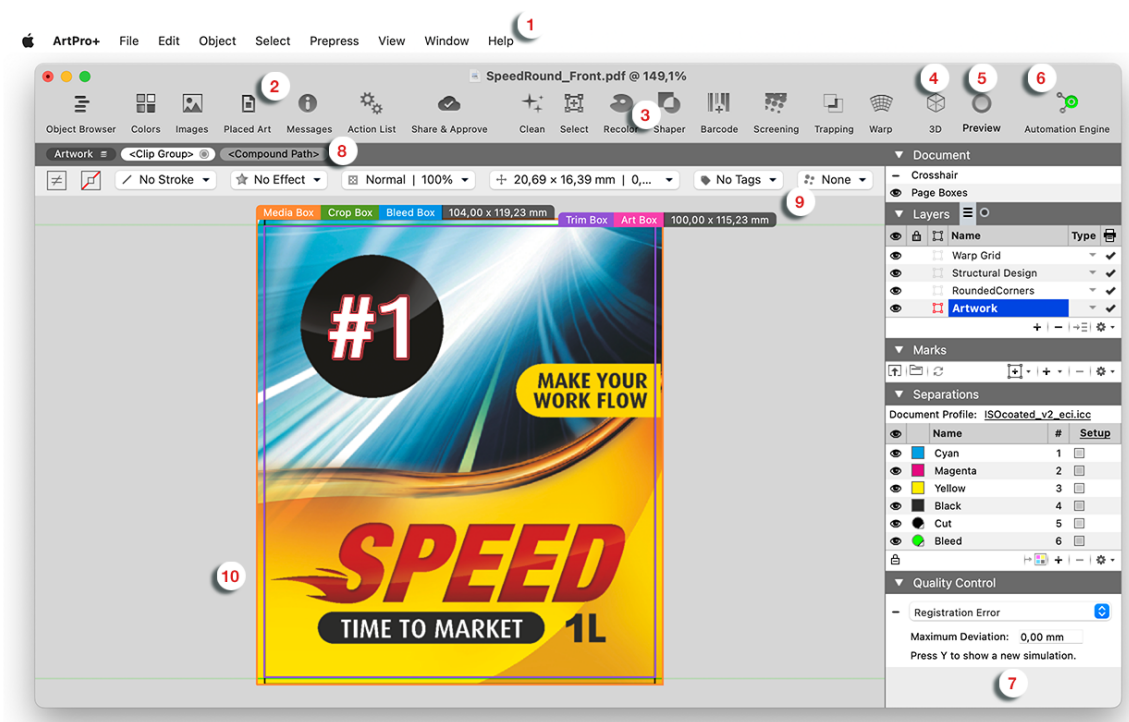 1
ArtPro+ File Edit Object Select Prepress View Window Help
SpeedRound_Front.pdf @ 149,1%
2
3
4
5
6
Object Browser Colors Images Placed Art Messages Action List Share & Approve Clean Select Recolor Shaper Barcode Screening Trapping Warp 3D Preview Automation Engine
Artwork <Clip Group> <Compound Path>
8
No Stroke No Effect Normal | 100% 20,69 × 16,39 mm | 0,... No Tags None
9
Media Box Crop Box Bleed Box 104,00 x 119,23 mm
Trim Box Art Box 100,00 x 115,23 mm
#1
MAKE YOUR
WORK FLOW
SPEED
TIME TO MARKET 1L
10
Document
Crosshair
Page Boxes
Layers
Name Type
Warp Grid
Structural Design
RoundedCorners
Artwork
Marks
Separations
Document Profile: ISOcoated_v2_eci.icc
Name # Setup
Cyan 1
Magenta 2
Yellow 3
Black 4
Cut 5
Bleed 6
Quality Control
Registration Error
Maximum Deviation: 0,00 mm
Press Y to show a new simulation.
7